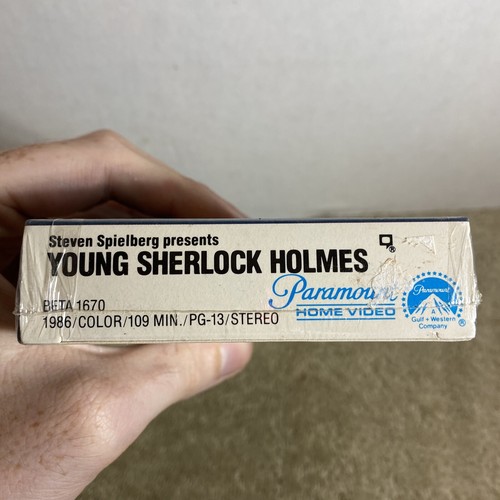 Steven Spielberg presents
YOUNG SHERLOCK HOLMES ®
BETA 1670
1986/COLOR/109 MIN./PG-13/STEREO
Paramount
HOME VIDEO
Paramount
A
Gulf + Western
Company ®